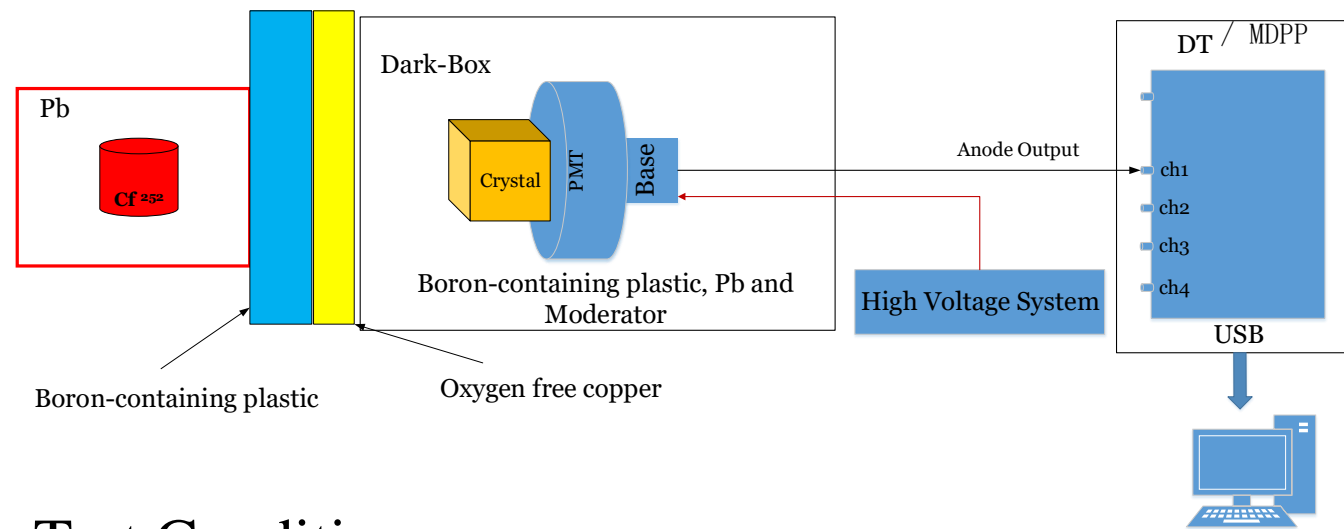 Pb
Cf 252
Boron-containing plastic
Oxygen free copper
Dark-Box
Crystal
PMT
Base
Boron-containing plastic, Pb and
Moderator
Anode Output
High Voltage System
DT / MDPP
ch1
ch2
ch3
ch4
USB